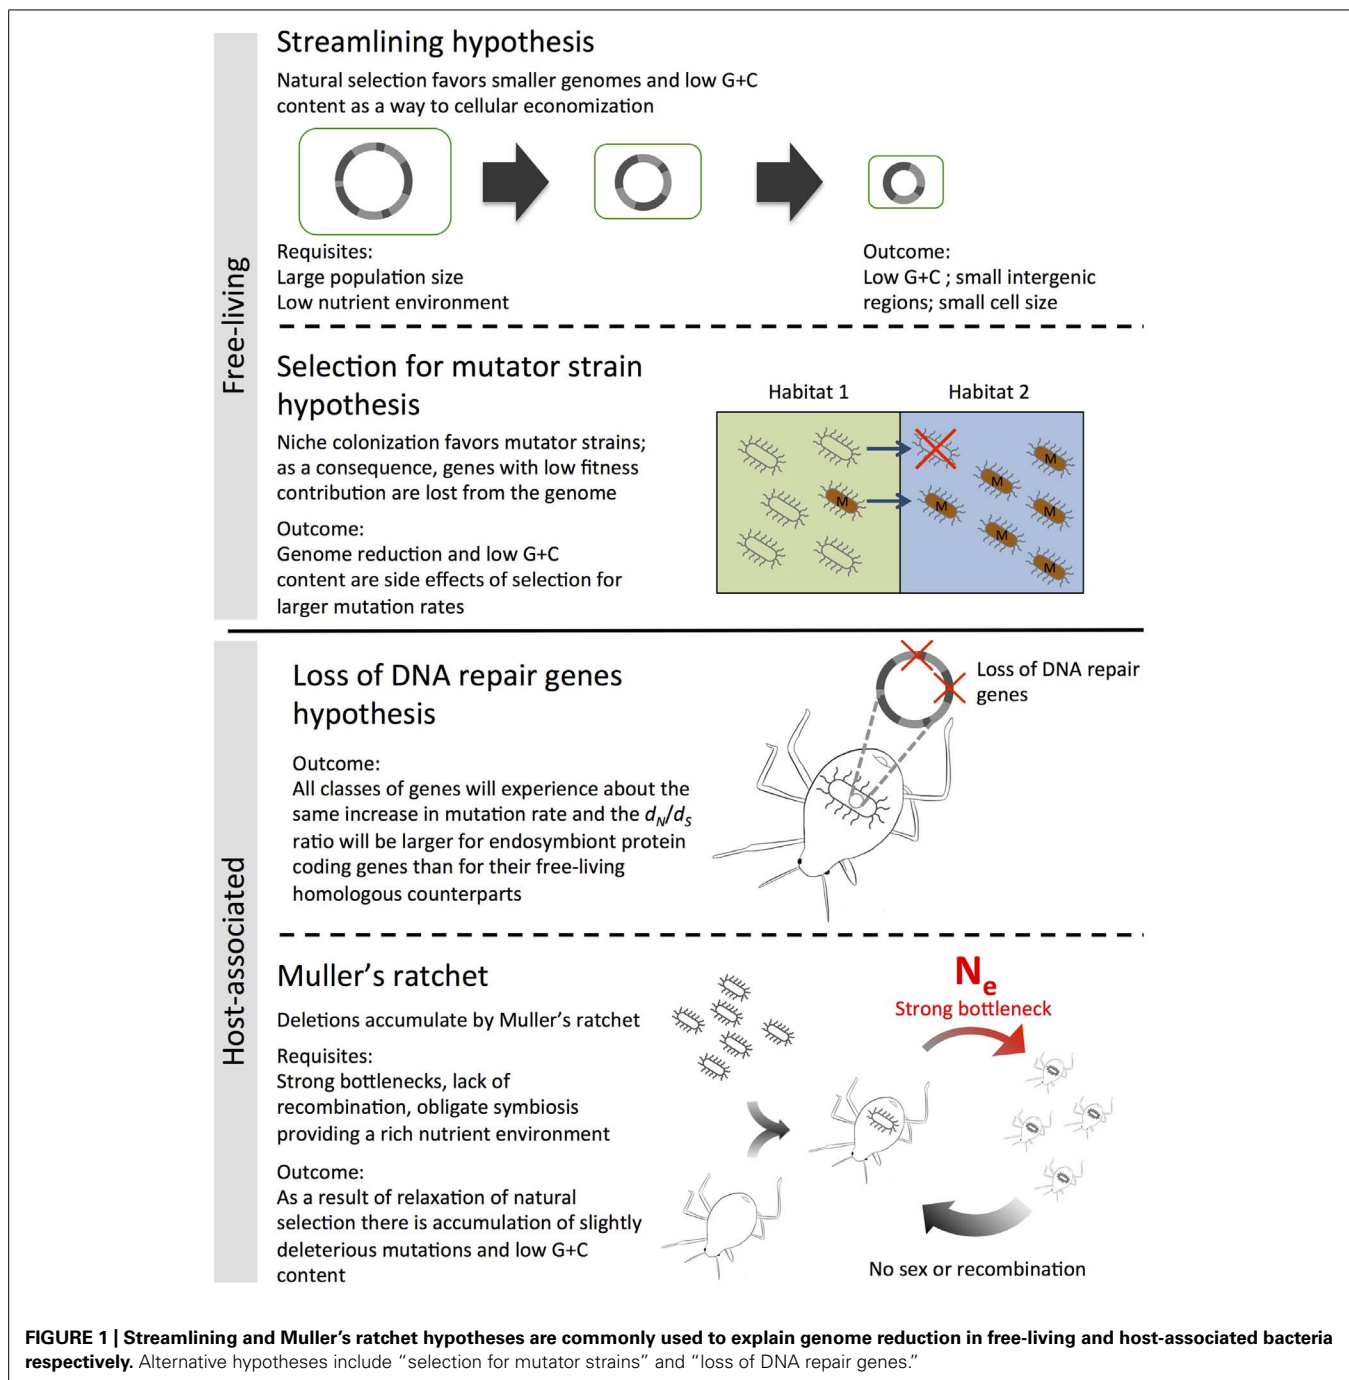 Streamlining hypothesis
Natural selection favors smaller genomes and low G+C
content as a way to cellular economization
Requisites:
Large population size
Low nutrient environment
Outcome:
Low G+C ; small intergenic
regions; small cell size
Free-living
Selection for mutator strain
hypothesis
Niche colonization favors mutator strains;
as a consequence, genes with low fitness
contribution are lost from the genome
Outcome:
Genome reduction and low G+C
content are side effects of selection for
larger mutation rates
Habitat 1
Habitat 2
M
M
M
M
M
M
M
Loss of DNA repair genes
hypothesis
Outcome:
All classes of genes will experience about the
same increase in mutation rate and the dN/dS
ratio will be larger for endosymbiont protein
coding genes than for their free-living
homologous counterparts
Loss of DNA repair
genes
Host-associated
Muller's ratchet
Deletions accumulate by Muller's ratchet
Requisites:
Strong bottlenecks, lack of
recombination, obligate symbiosis
providing a rich nutrient environment
Outcome:
As a result of relaxation of natural
selection there is accumulation of slightly
deleterious mutations and low G+C
content
Ne
Strong bottleneck
No sex or recombination
FIGURE 1 | Streamlining and Muller's ratchet hypotheses are commonly used to explain genome reduction in free-living and host-associated bacteria
respectively. Alternative hypotheses include "selection for mutator strains" and "loss of DNA repair genes."